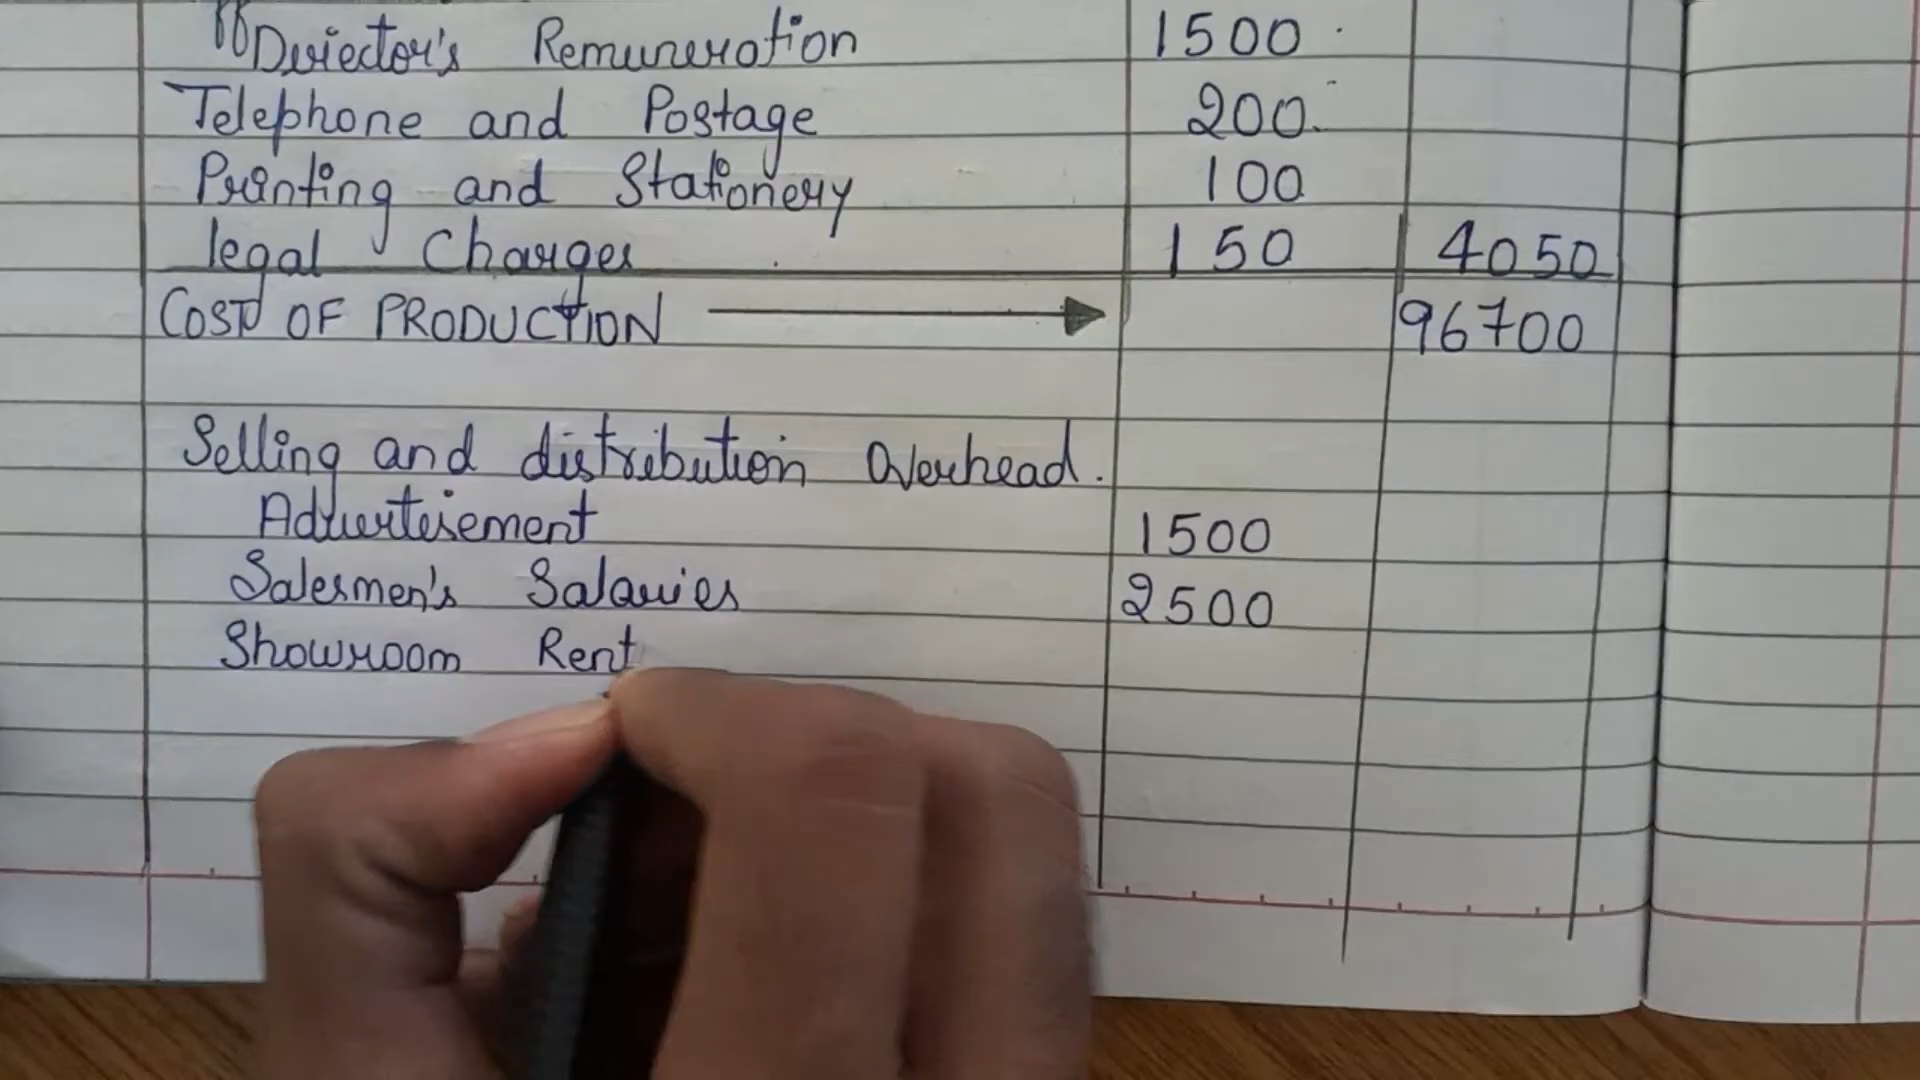 Director's Remuneration 1500
Telephone and Postage 200
Printing and Stationery 100
legal Charges 150 4050
COST OF PRODUCTION 96700
Selling and distribution Overhead.
Advertisement 1500
Salesmen's Salaries 2500
Showroom Rent